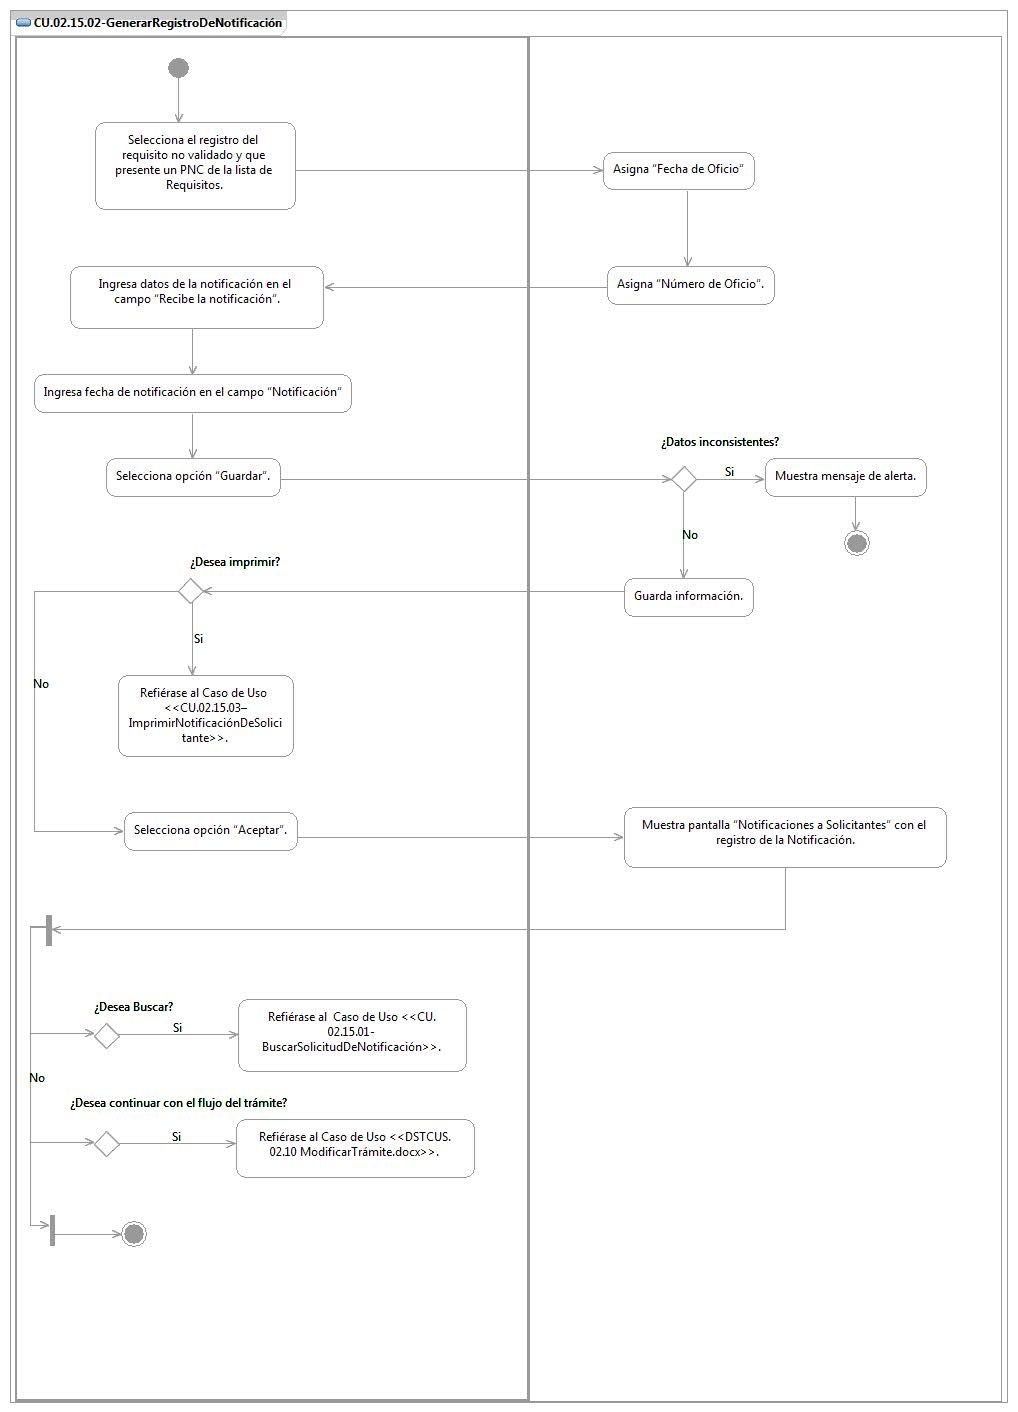 CU.02.15.02-GenerarRegistroDeNotificación
Selecciona el registro del
requisito no validado y que
presente un PNC de la lista de
Requisitos.
Asigna “Fecha de Oficio”
Ingresa datos de la notificación en el
campo “Recibe la notificación”.
Asigna “Número de Oficio”.
Ingresa fecha de notificación en el campo “Notificación”
¿Datos inconsistentes?
Selecciona opción “Guardar”.
Si
Muestra mensaje de alerta.
No
¿Desea imprimir?
Guarda información.
Si
No
Refiérase al Caso de Uso
<<CU.02.15.03–
ImprimirNotificaciónDeSolici
tante>>.
Selecciona opción “Aceptar”.
Muestra pantalla “Notificaciones a Solicitantes” con el
registro de la Notificación.
¿Desea Buscar?
Si
Refiérase al  Caso de Uso <<CU.
02.15.01-
BuscarSolicitudDeNotificación>>.
No
¿Desea continuar con el flujo del trámite?
Si
Refiérase al Caso de Uso <<DSTCUS.
02.10 ModificarTrámite.docx>>.